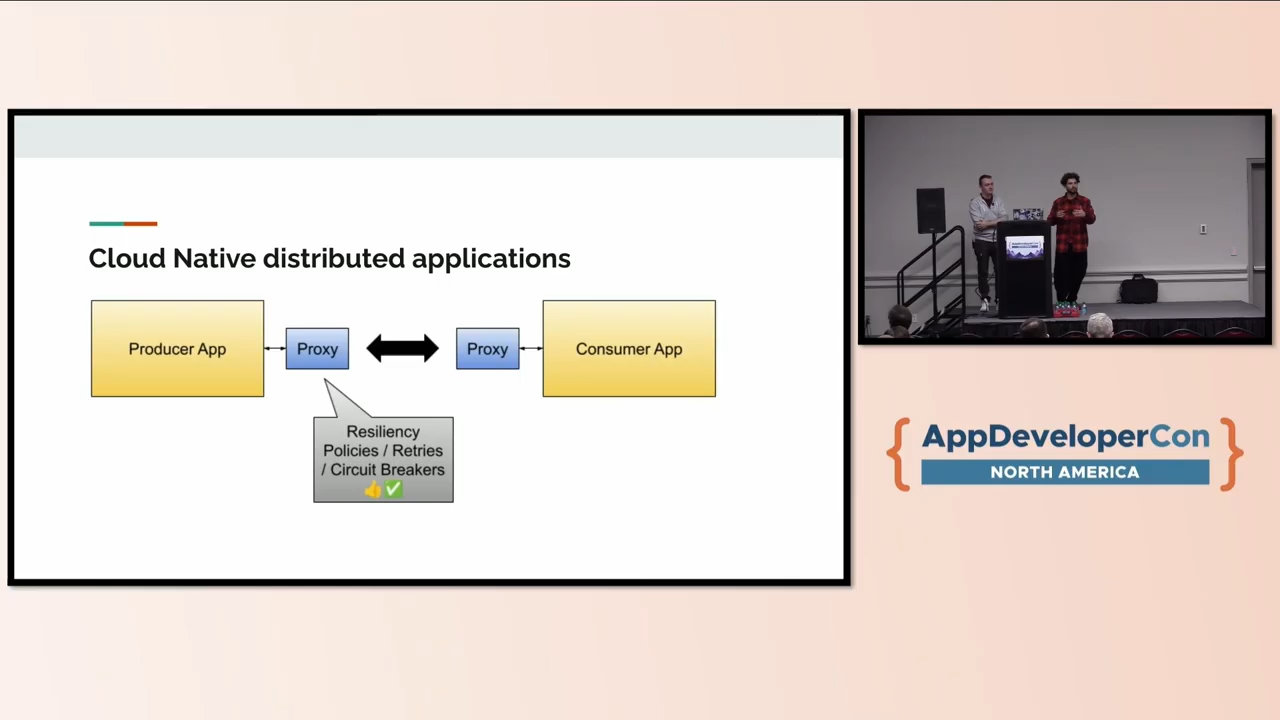 Cloud Native distributed applications
Producer App
Proxy
Proxy
Consumer App
Resiliency
Policies / Retries
/ Circuit Breakers
👍✅
{ AppDeveloperCon }
NORTH AMERICA